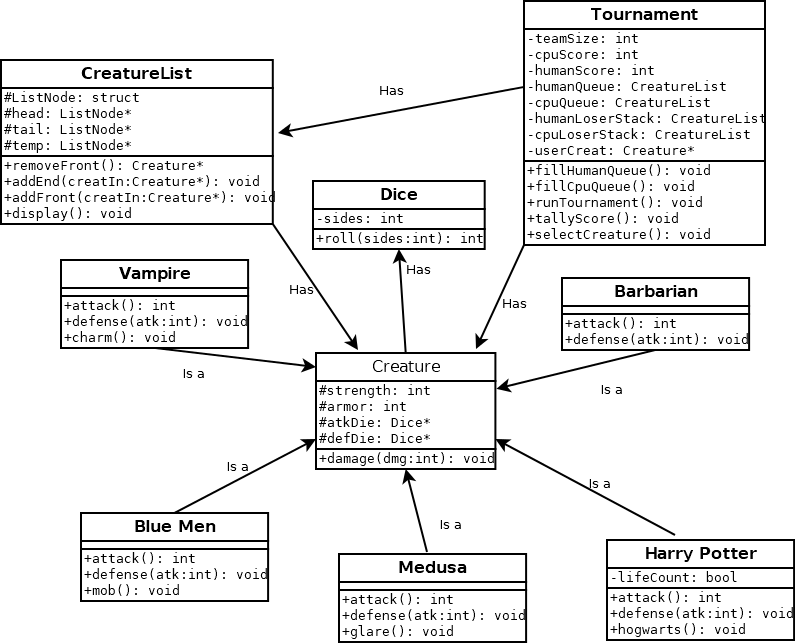 Tournament
-teamSize: int
-cpuScore: int
-humanScore: int
-humanQueue: CreatureList
-cpuQueue: CreatureList
-humanLoserStack: CreatureList
-cpuLoserStack: CreatureList
-userCreat: Creature*
+fillHumanQueue(): void
+fillCpuQueue(): void
+runTournament(): void
+tallyScore(): void
+selectCreature(): void
CreatureList
#ListNode: struct
#head: ListNode*
#tail: ListNode*
#temp: ListNode*
+removeFront(): Creature*
+addEnd(creatIn:Creature*): void
+addFront(creatIn:Creature*): void
+display(): void
Has
Dice
-sides: int
+roll(sides:int): int
Has
Has
Has
Vampire
+attack(): int
+defense(atk:int): void
+charm(): void
Is a
Barbarian
+attack(): int
+defense(atk:int): void
Is a
Creature
#strength: int
#armor: int
#atkDie: Dice*
#defDie: Dice*
+damage(dmg:int): void
Is a
Is a
Is a
Blue Men
+attack(): int
+defense(atk:int): void
+mob(): void
Medusa
+attack(): int
+defense(atk:int): void
+glare(): void
Harry Potter
-lifeCount: bool
+attack(): int
+defense(atk:int): void
+hogwarts(): void